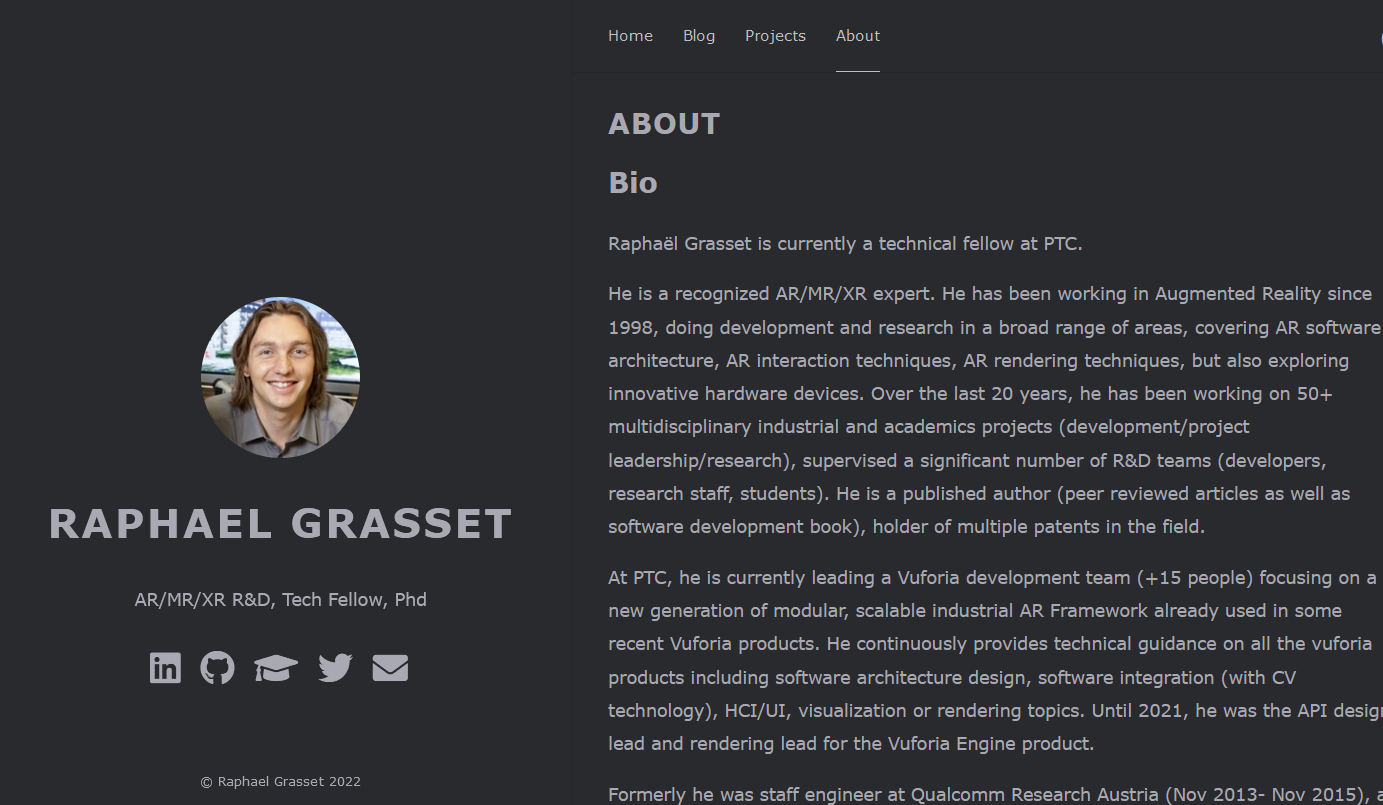 Home Blog Projects About
ABOUT
Bio
Raphaël Grasset is currently a technical fellow at PTC.
He is a recognized AR/MR/XR expert. He has been working in Augmented Reality since
1998, doing development and research in a broad range of areas, covering AR software
architecture, AR interaction techniques, AR rendering techniques, but also exploring
innovative hardware devices. Over the last 20 years, he has been working on 50+
multidisciplinary industrial and academics projects (development/project
leadership/research), supervised a significant number of R&D teams (developers,
research staff, students). He is a published author (peer reviewed articles as well as
software development book), holder of multiple patents in the field.
At PTC, he is currently leading a Vuforia development team (+15 people) focusing on a
new generation of modular, scalable industrial AR Framework already used in some
recent Vuforia products. He continuously provides technical guidance on all the vuforia
products including software architecture design, software integration (with CV
technology), HCI/UI, visualization or rendering topics. Until 2021, he was the API design
lead and rendering lead for the Vuforia Engine product.
Formerly he was staff engineer at Qualcomm Research Austria (Nov 2013- Nov 2015),
RAPHAEL GRASSET
AR/MR/XR R&D, Tech Fellow, Phd
in
© Raphael Grasset 2022